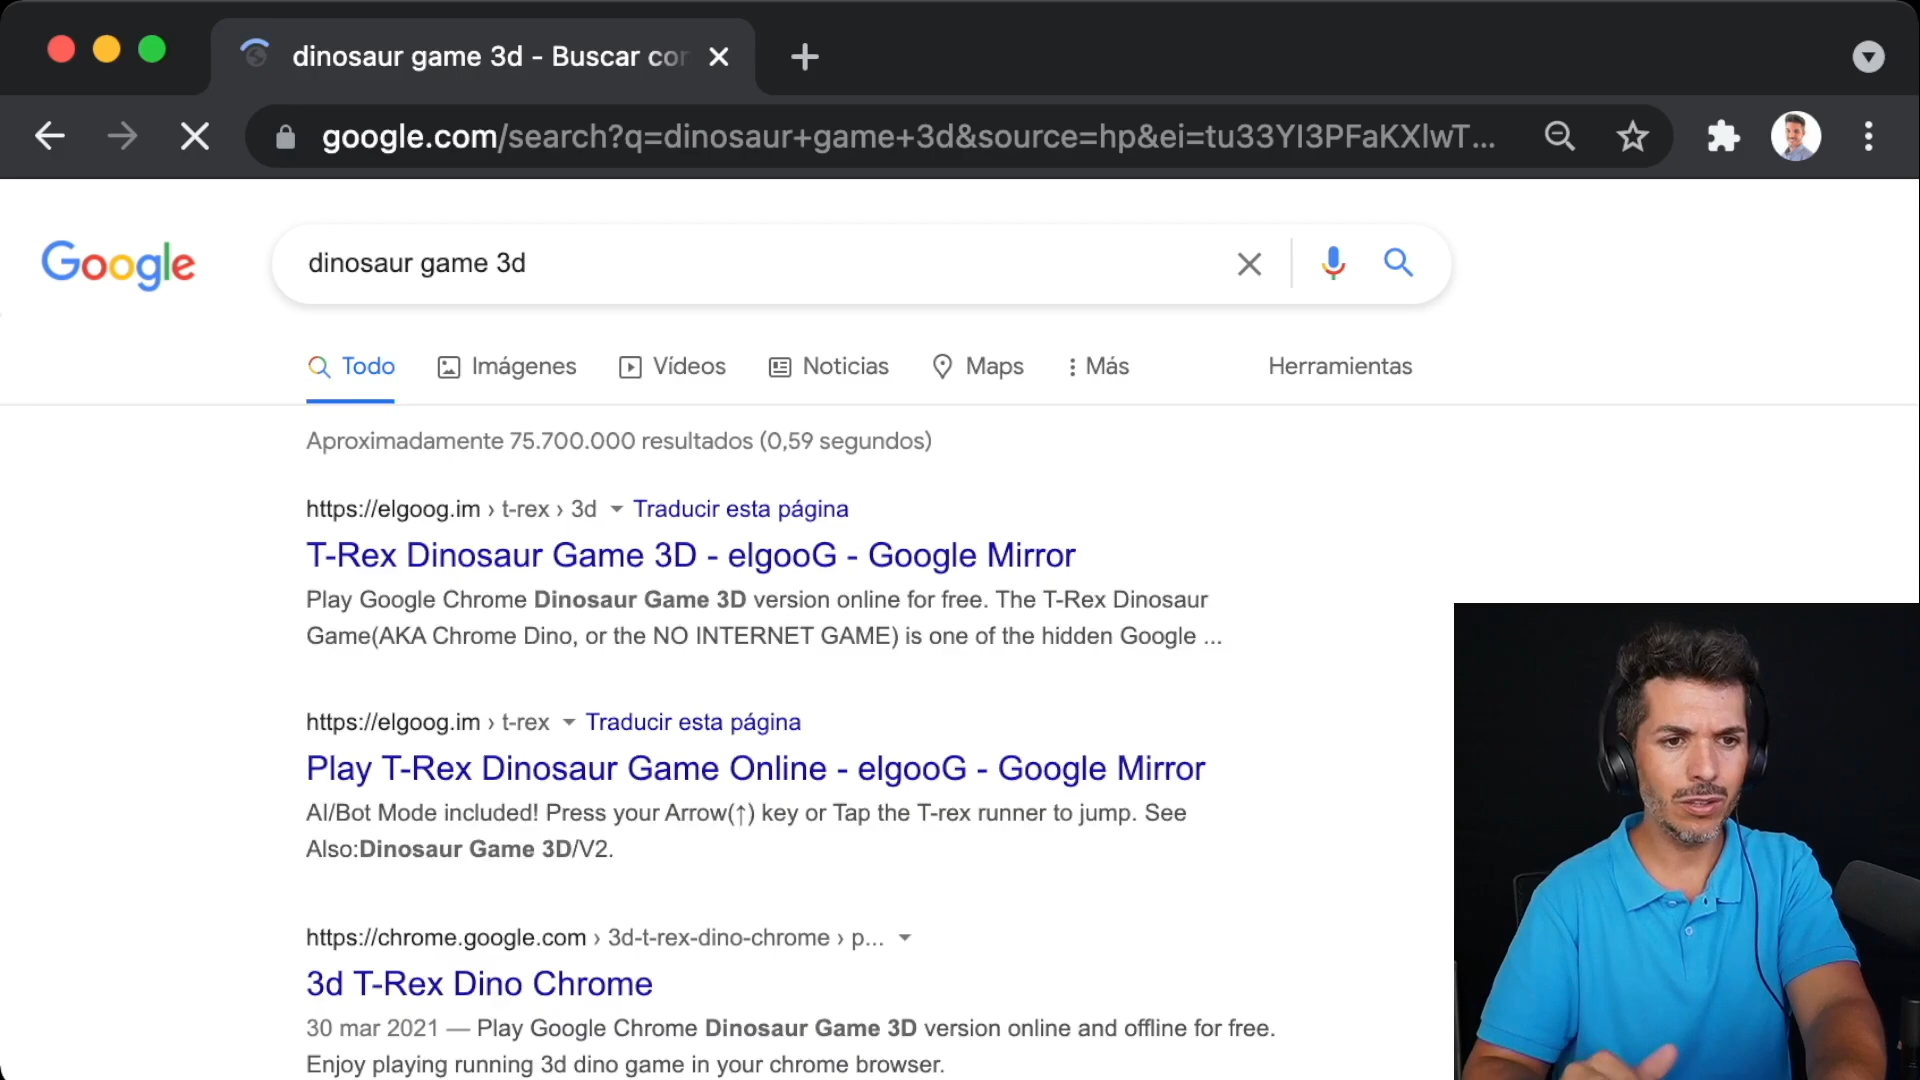 dinosaur game 3d - Buscar con
google.com/search?q=dinosaur+game+3d&source=hp&ei=tu33YI3PFaKXlwT...
Google
dinosaur game 3d
Todo
Imágenes
Vídeos
Noticias
Maps
Más
Herramientas
Aproximadamente 75.700.000 resultados (0,59 segundos)
https://elgoog.im › t-rex › 3d
Traducir esta página
T-Rex Dinosaur Game 3D - elgooG - Google Mirror
Play Google Chrome Dinosaur Game 3D version online for free. The T-Rex Dinosaur
Game(AKA Chrome Dino, or the NO INTERNET GAME) is one of the hidden Google ...
https://elgoog.im › t-rex
Traducir esta página
Play T-Rex Dinosaur Game Online - elgooG - Google Mirror
AI/Bot Mode included! Press your Arrow(↑) key or Tap the T-rex runner to jump. See
Also:Dinosaur Game 3D/V2.
https://chrome.google.com › 3d-t-rex-dino-chrome › p...
3d T-Rex Dino Chrome
30 mar 2021 — Play Google Chrome Dinosaur Game 3D version online and offline for free.
Enjoy playing running 3d dino game in your chrome browser.